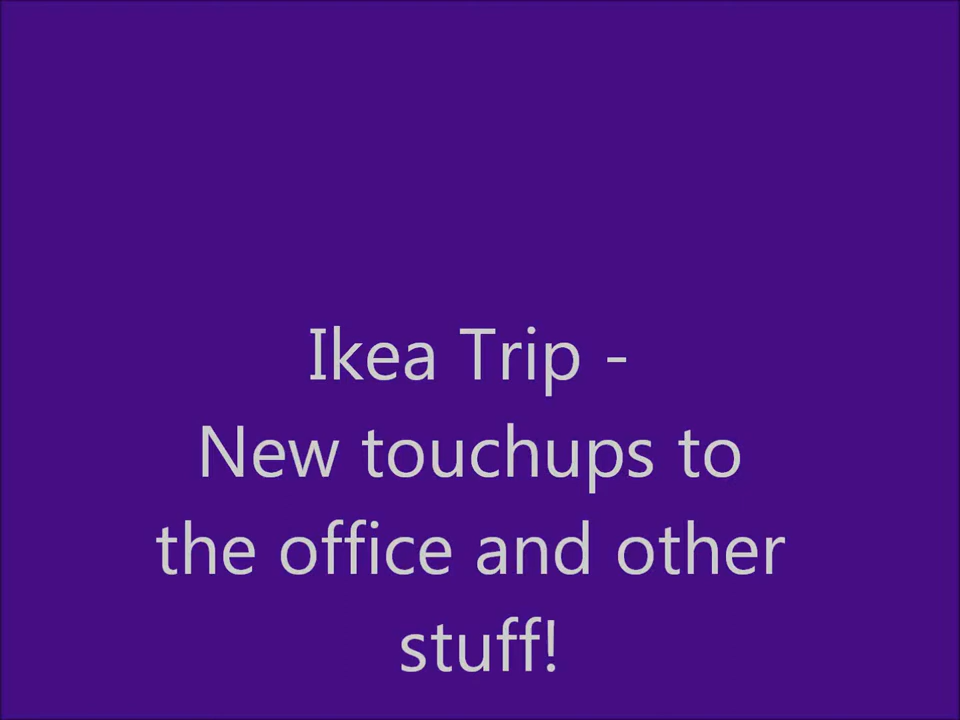 Ikea Trip -
New touchups to
the office and other
stuff!